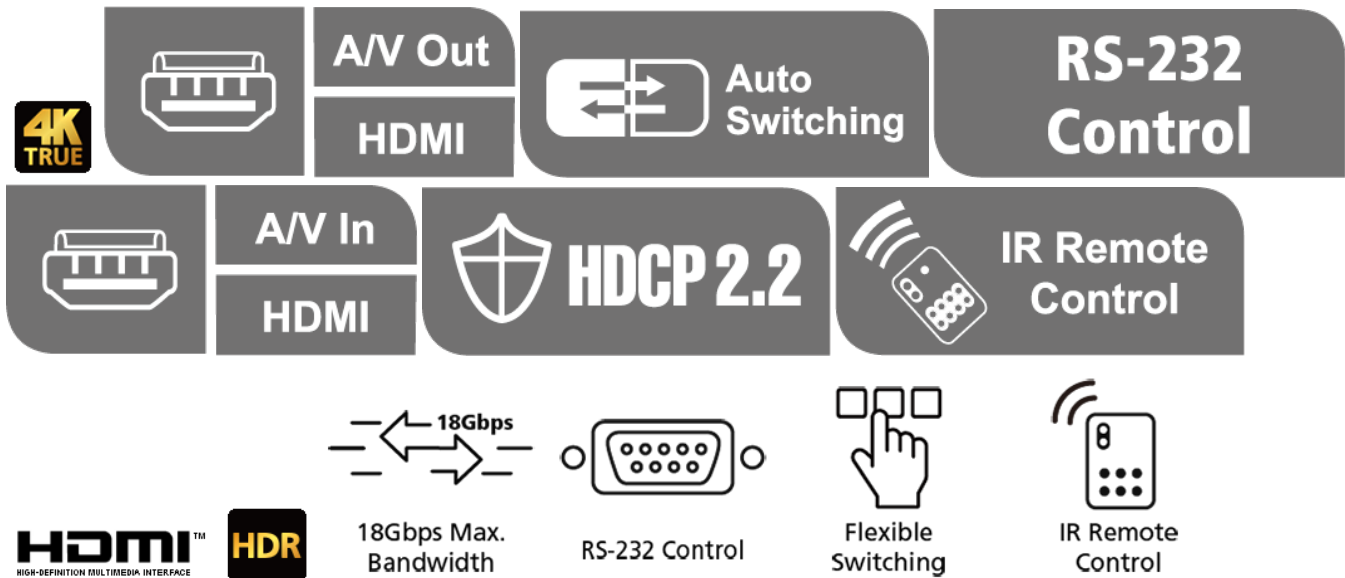 4K
TRUE
A/V Out
HDMI
Auto
Switching
RS-232
Control
A/V In
HDMI
HDCP 2.2
IR Remote
Control
HDMI™
HIGH-DEFINITION MULTIMEDIA INTERFACE
HDR
18Gbps
18Gbps Max.
Bandwidth
RS-232 Control
Flexible
Switching
IR Remote
Control